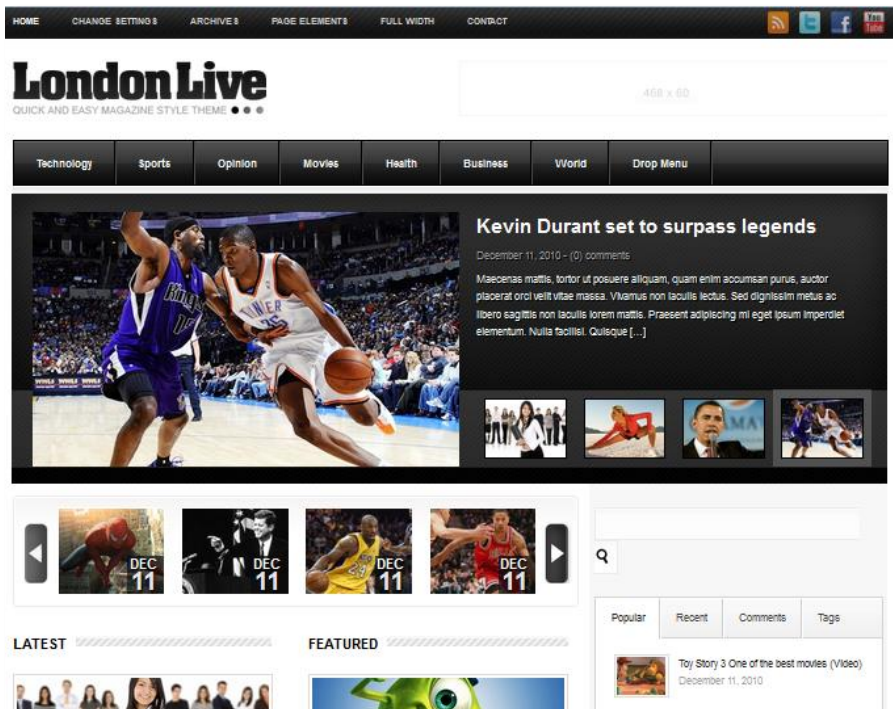 HOME CHANGE SETTINGS ARCHIVES PAGE ELEMENTS FULL WIDTH CONTACT
You
Tube
London Live
QUICK AND EASY MAGAZINE STYLE THEME
468 x 60
Technology Sports Opinion Movies Health Business World Drop Menu
Kevin Durant set to surpass legends
December 11, 2010 - (0) comments
Maecenas mattis, tortor ut posuere aliquam, quam enim accumsan purus, auctor
placerat orci velit vitae massa. Vivamus non iaculis lectus. Sed dignissim metus ac
libero sagittis non iaculis lorem mattis. Praesent adipiscing mi eget ipsum imperdiet
elementum. Nulla facilisi. Quisque [...]
DEC
11
DEC
11
DEC
11
DEC
11
Popular Recent Comments Tags
LATEST
FEATURED
Toy Story 3 One of the best movies (Video)
December 11, 2010